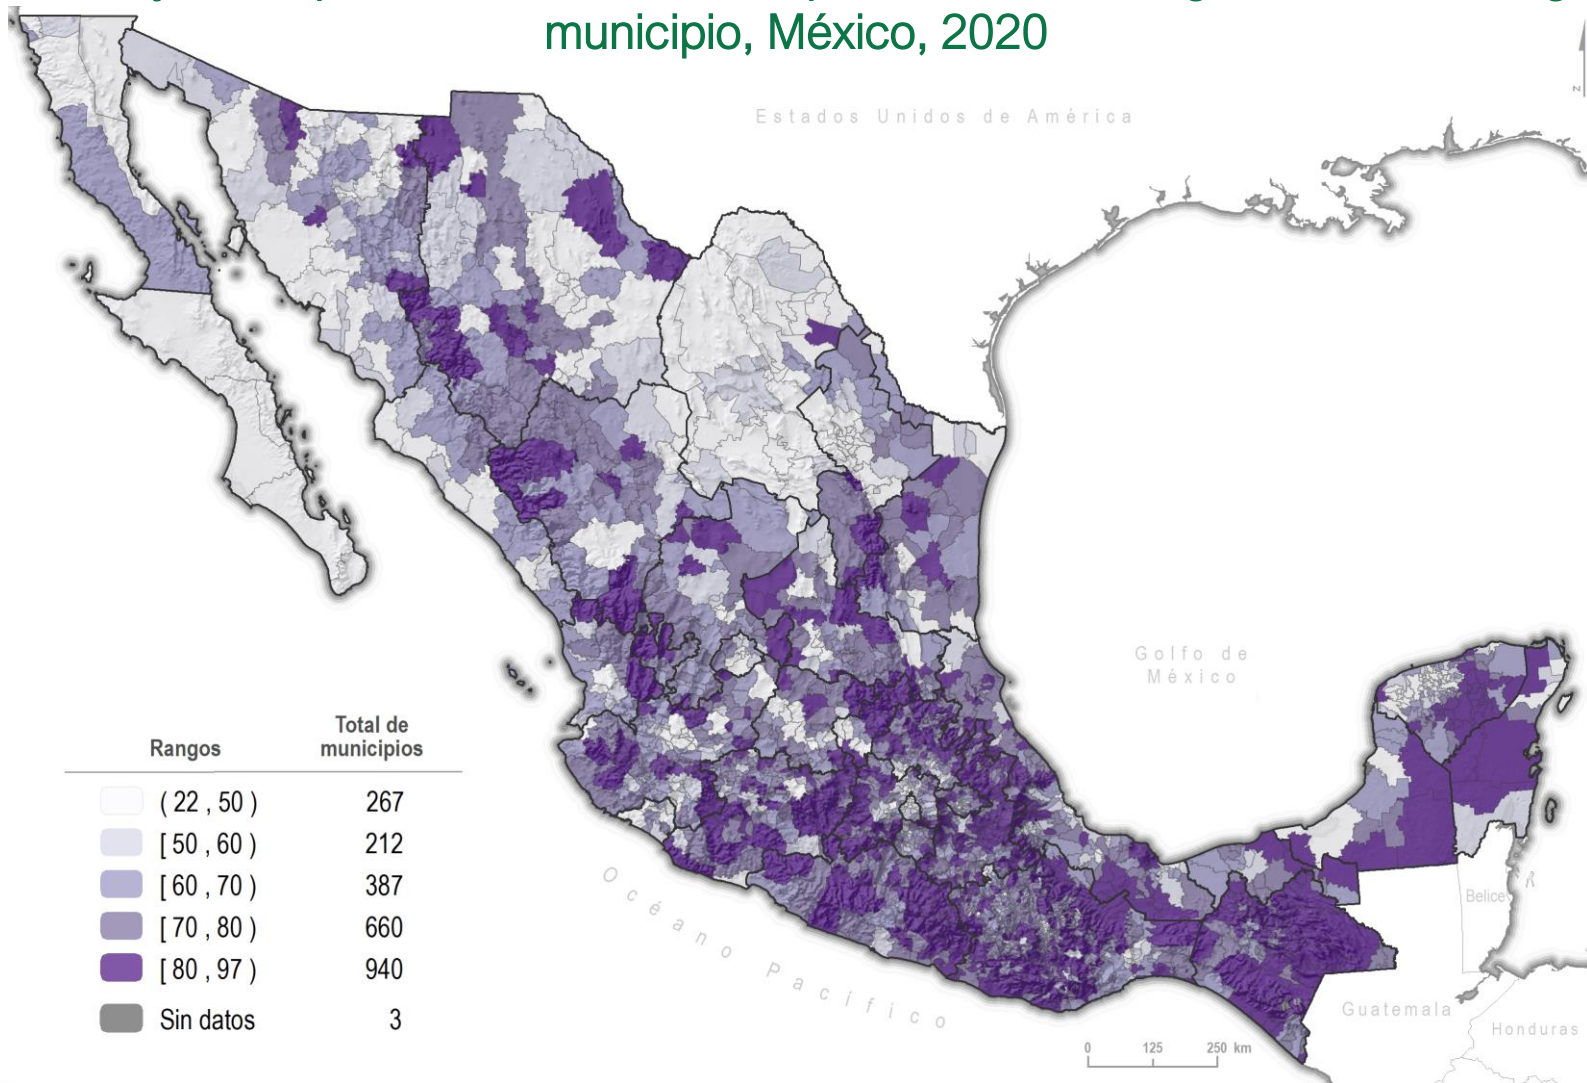 municipio, México, 2020
Estados Unidos de América
z
Golfo de
México
Rangos
Total de
municipios
( 22 , 50 )
267
[ 50 , 60 )
212
[ 60 , 70 )
387
[ 70 , 80 )
660
[ 80 , 97 )
940
Sin datos
3
Océano Pacífico
Belice
Guatemala
Honduras
0 125 250 km